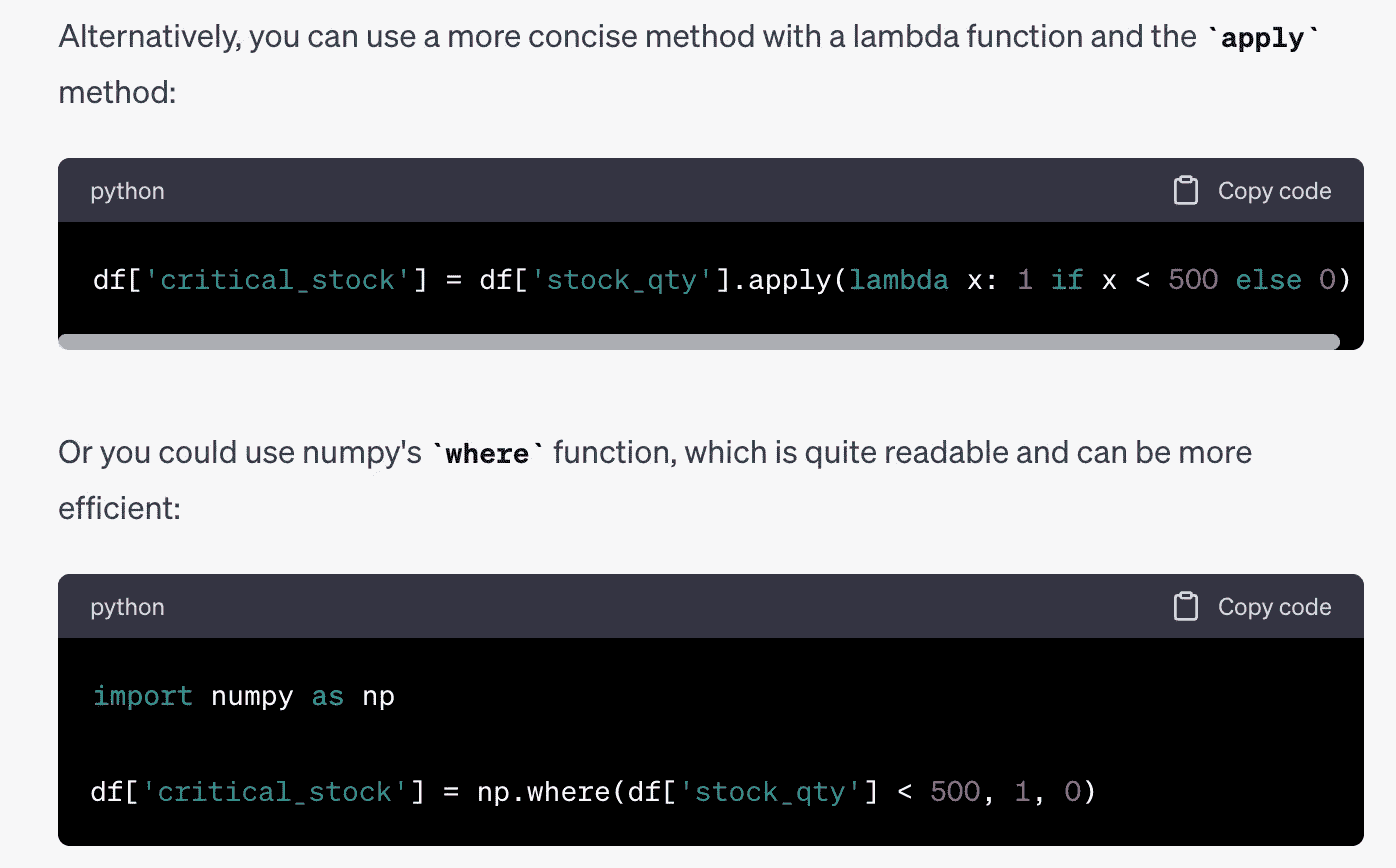 Alternatively, you can use a more concise method with a lambda function and the `apply`
method:
python Copy code
df['critical_stock'] = df['stock_qty'].apply(lambda x: 1 if x < 500 else 0)
Or you could use numpy's `where` function, which is quite readable and can be more
efficient:
python Copy code
import numpy as np
df['critical_stock'] = np.where(df['stock_qty'] < 500, 1, 0)